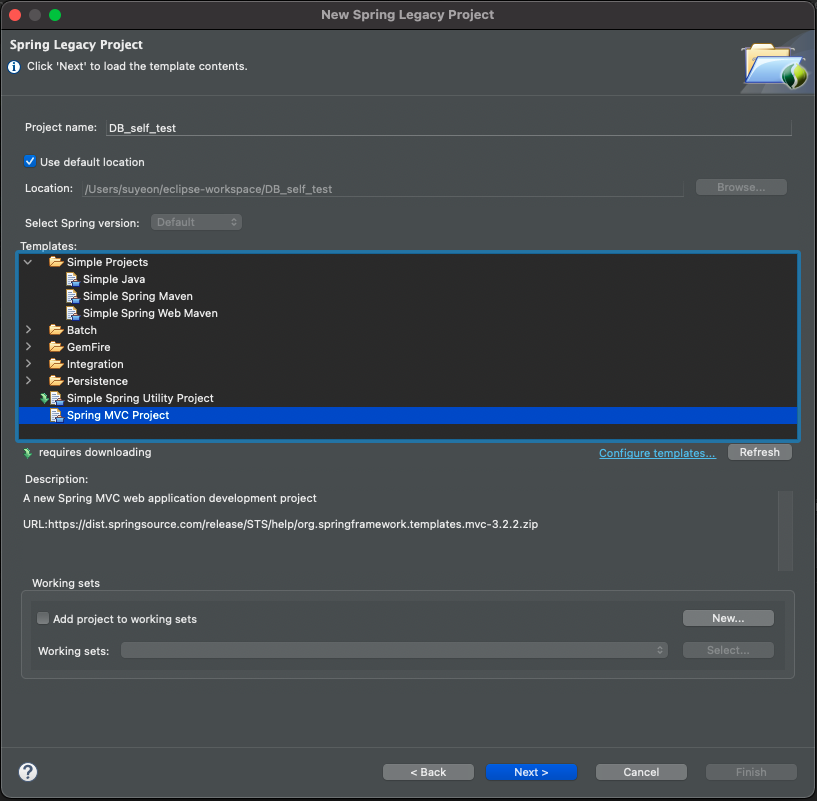 New Spring Legacy Project
Spring Legacy Project
Click 'Next' to load the template contents.
Project name: DB_self_test
Use default location
Location: /Users/suyeon/eclipse-workspace/DB_self_test Browse...
Select Spring version: Default
Templates:
Simple Projects
Simple Java
Simple Spring Maven
Simple Spring Web Maven
Batch
GemFire
Integration
Persistence
Simple Spring Utility Project
Spring MVC Project
requires downloading Configure templates... Refresh
Description:
A new Spring MVC web application development project
URL:https://dist.springsource.com/release/STS/help/org.springframework.templates.mvc-3.2.2.zip
Working sets
Add project to working sets New...
Working sets: Select...
? < Back Next > Cancel Finish